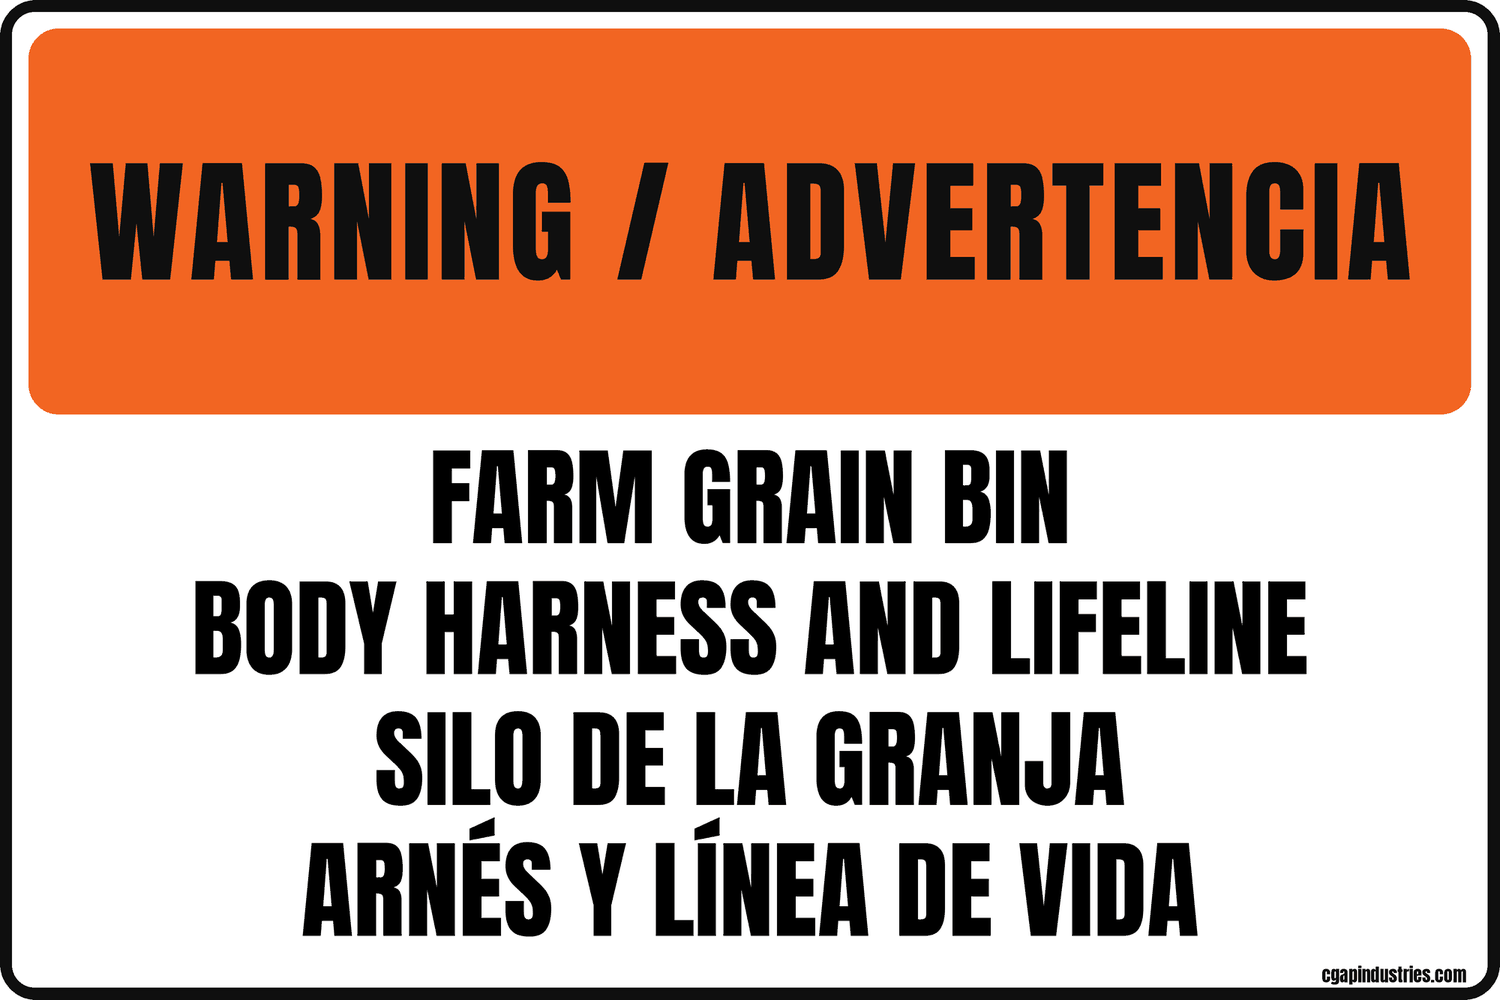 WARNING / ADVERTENCIA
FARM GRAIN BIN
BODY HARNESS AND LIFELINE
SILO DE LA GRANJA
ARNÉS Y LÍNEA DE VIDA
cgapindustries.com